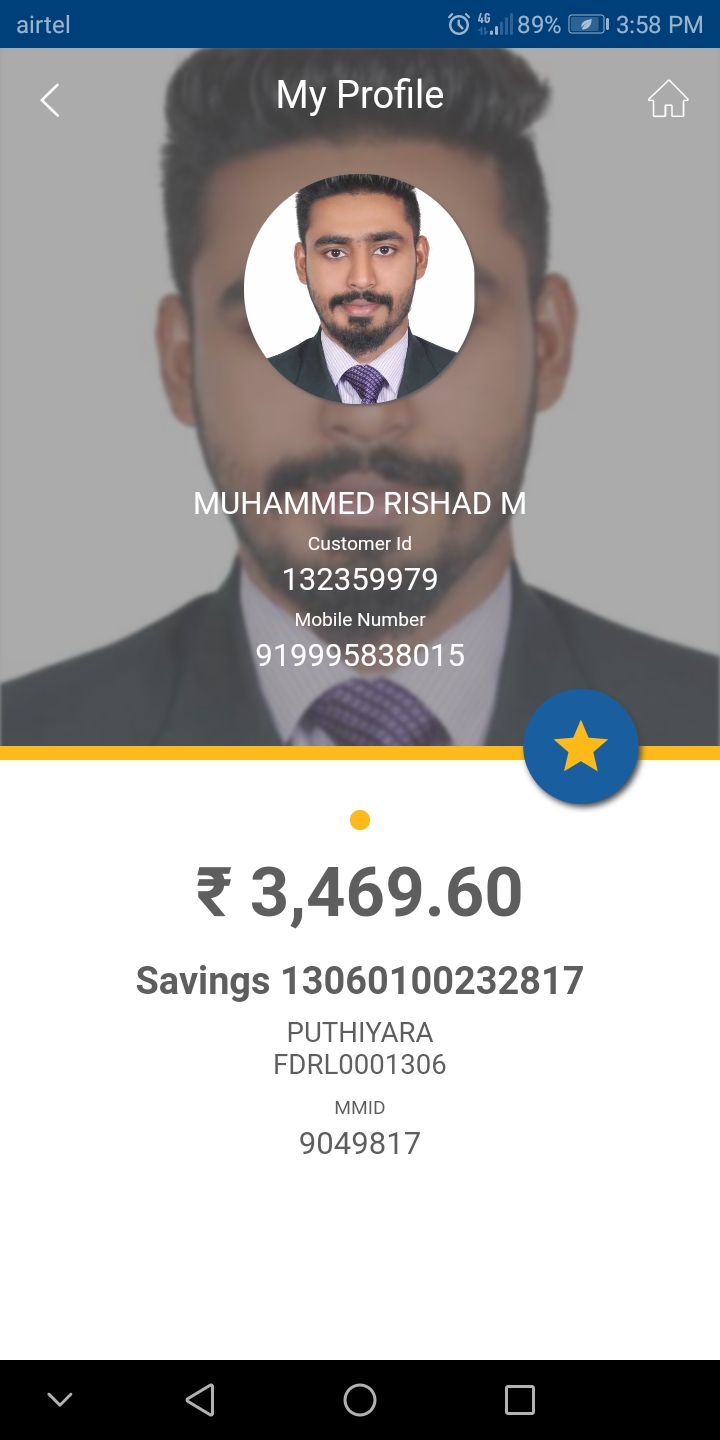 airtel 4G 89% 3:58 PM
My Profile
MUHAMMED RISHAD M
Customer Id
132359979
Mobile Number
919995838015
₹ 3,469.60
Savings 13060100232817
PUTHIYARA
FDRL0001306
MMID
9049817